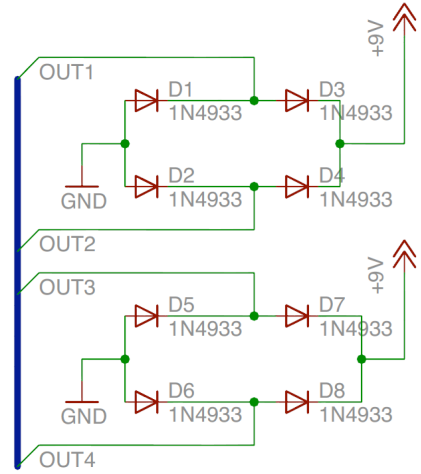 +9V
OUT1
D1
1N4933
D3
1N4933
D2
1N4933
D4
1N4933
GND
OUT2
+9V
OUT3
D5
1N4933
D7
1N4933
D6
1N4933
D8
1N4933
GND
OUT4